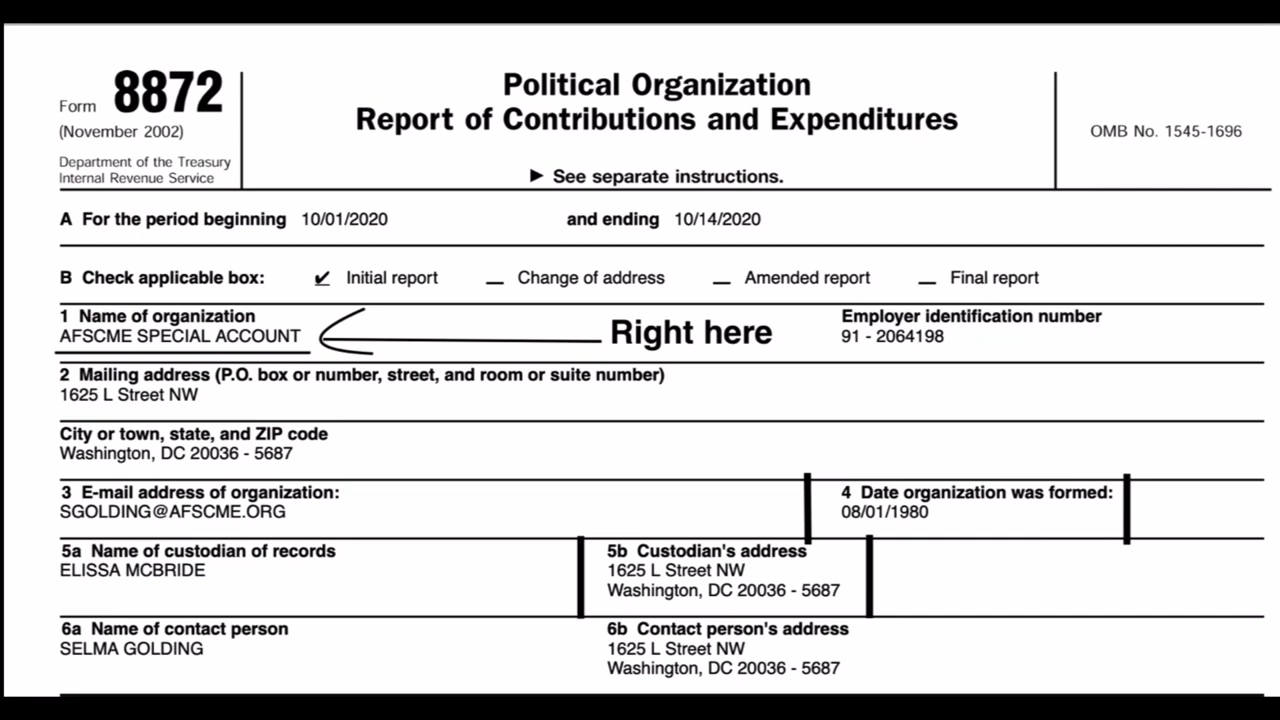 Form 8872
(November 2002)
Department of the Treasury
Internal Revenue Service
Political Organization
Report of Contributions and Expenditures
► See separate instructions.
OMB No. 1545-1696
A For the period beginning 10/01/2020 and ending 10/14/2020
B Check applicable box: ✔ Initial report _ Change of address _ Amended report _ Final report
1 Name of organization
AFSCME SPECIAL ACCOUNT
Right here
Employer identification number
91 - 2064198
2 Mailing address (P.O. box or number, street, and room or suite number)
1625 L Street NW
City or town, state, and ZIP code
Washington, DC 20036 - 5687
3 E-mail address of organization:
SGOLDING@AFSCME.ORG
4 Date organization was formed:
08/01/1980
5a Name of custodian of records
ELISSA MCBRIDE
5b Custodian's address
1625 L Street NW
Washington, DC 20036 - 5687
6a Name of contact person
SELMA GOLDING
6b Contact person's address
1625 L Street NW
Washington, DC 20036 - 5687